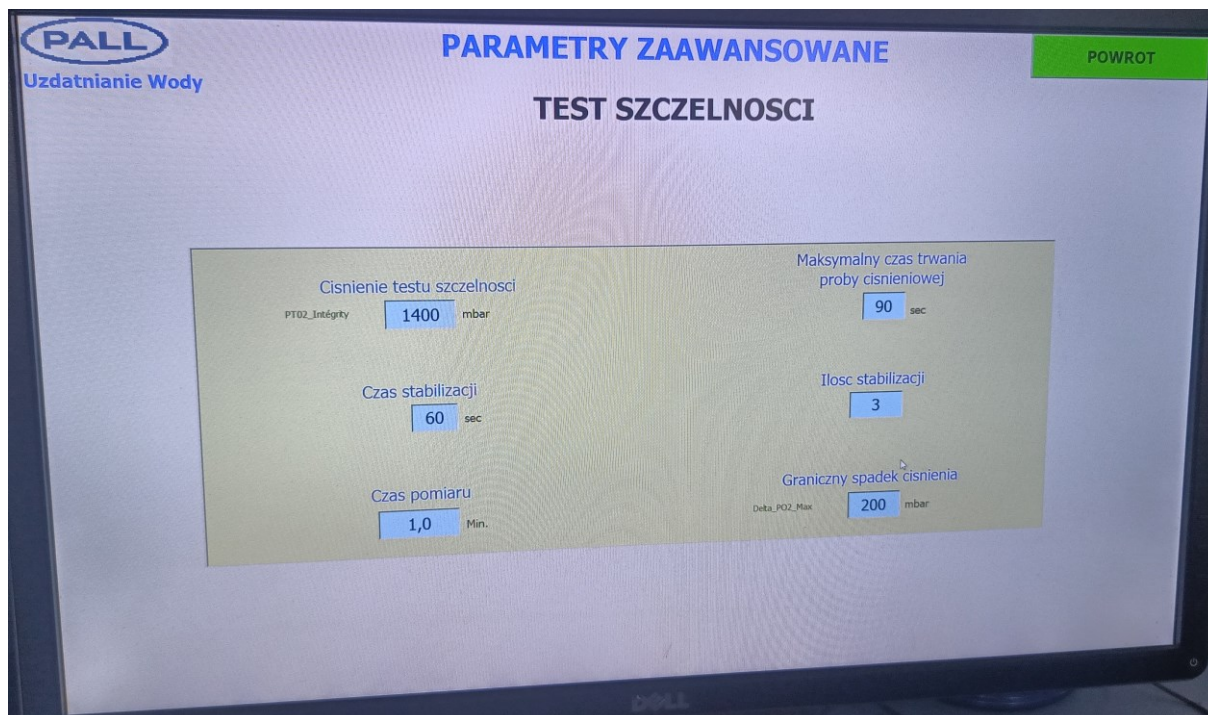 PALL
Uzdatnianie Wody
PARAMETRY ZAAWANSOWANE
POWROT
TEST SZCZELNOSCI
Cisnienie testu szczelnosci
PT02_Intégrity 1400 mbar
Maksymalny czas trwania
proby cisnieniowej
90 sec
Czas stabilizacji
60 sec
Ilosc stabilizacji
3
Czas pomiaru
1,0 Min.
Graniczny spadek cisnienia
Delta_PO2_Max 200 mbar
DELL